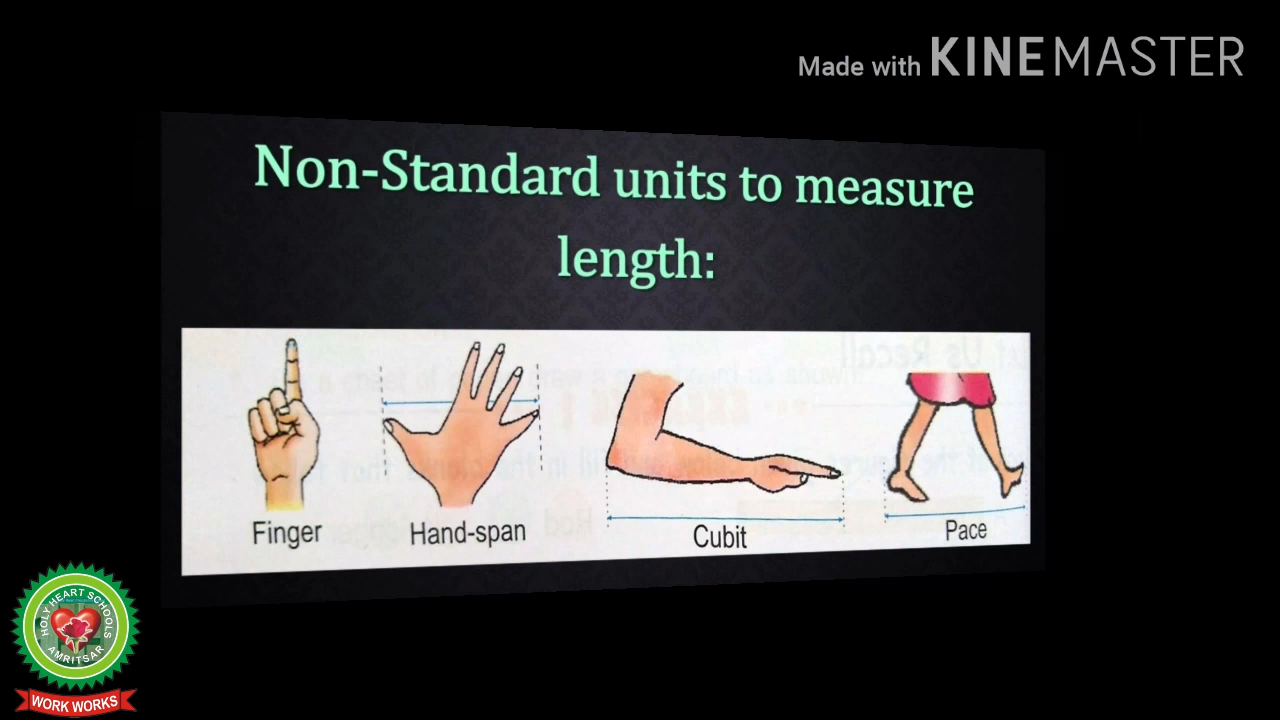 Made with KINEMASTER
Non-Standard units to measure
length:
Finger
Hand-span
Cubit
Pace
HOLY HEART SCHOOLS
AMRITSAR
WORK WORKS